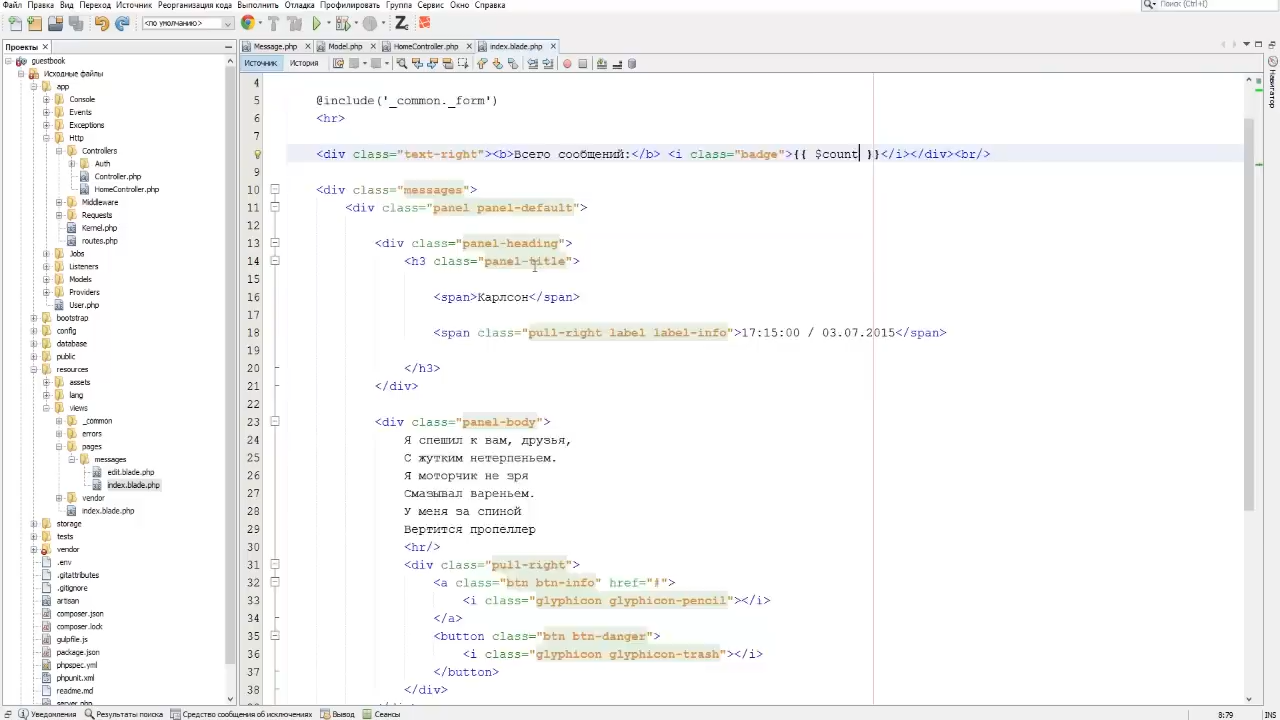 Файл Правка Вид Переход Источник Реорганизация кода Выполнить Отладка Профилировать Группа Сервис Окно Справка
Поиск (Ctrl+I)
<по умолчанию>
Проекты
Message.php Model.php HomeController.php index.blade.php
Источник История
Навигатор
guestbook
Исходные файлы
app
Console
Events
Exceptions
Http
Controllers
Auth
Controller.php
HomeController.php
Middleware
Requests
Kernel.php
routes.php
Jobs
Listeners
Models
Providers
User.php
bootstrap
config
database
public
resources
assets
lang
views
_common
errors
pages
messages
edit.blade.php
index.blade.php
vendor
index.blade.php
storage
tests
vendor
.env
.gitattributes
.gitignore
artisan
composer.json
composer.lock
gulpfile.js
package.json
phpspec.yml
phpunit.xml
readme.md
server.php
4
5 @include('_common._form')
6 <hr>
7
<div class="text-right"><b>Всего сообщений:</b> <i class="badge">{{ $count }}</i></div><br/>
9
10 <div class="messages">
11 <div class="panel panel-default">
12
13 <div class="panel-heading">
14 <h3 class="panel-title">
15
16 <span>Карлсон</span>
17
18 <span class="pull-right label label-info">17:15:00 / 03.07.2015</span>
19
20 </h3>
21 </div>
22
23 <div class="panel-body">
24 Я спешил к вам, друзья,
25 С жутким нетерпеньем.
26 Я моторчик не зря
27 Смазывал вареньем.
28 У меня за спиной
29 Вертится пропеллер
30 <hr/>
31 <div class="pull-right">
32 <a class="btn btn-info" href="#">
33 <i class="glyphicon glyphicon-pencil"></i>
34 </a>
35 <button class="btn btn-danger">
36 <i class="glyphicon glyphicon-trash"></i>
37 </button>
38 </div>
Уведомления Результаты поиска Средство сообщения об исключениях Вывод Сеансы
8:79 INS